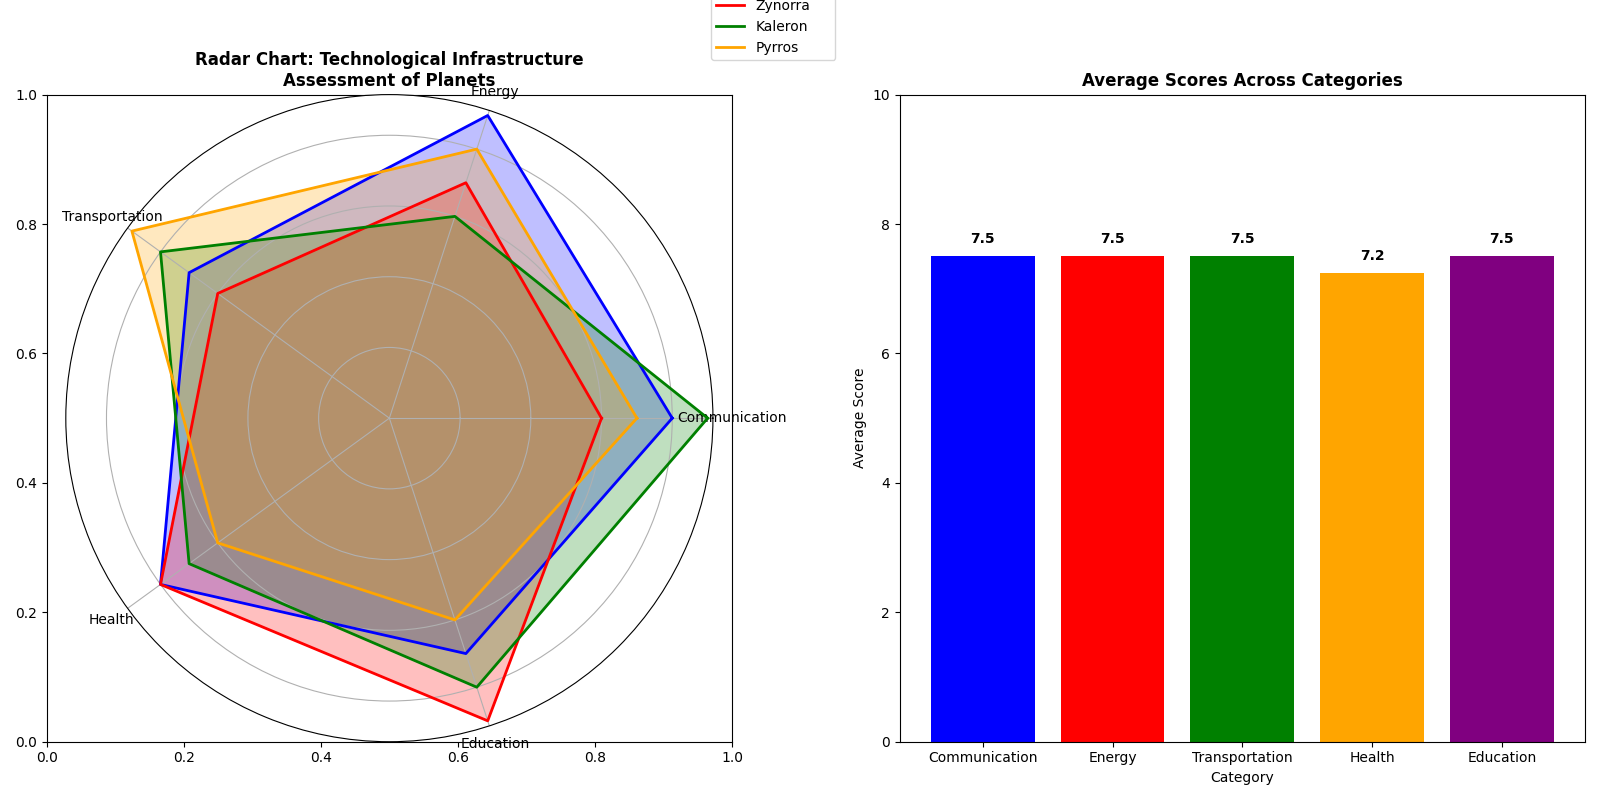 Zynorra
Kaleron
Pyrros
Radar Chart: Technological Infrastructure
Assessment of Planets
Energy
Transportation
Communication
Health
Education
1.0
0.8
0.6
0.4
0.2
0.0
0.0
0.2
0.4
0.6
0.8
1.0
Average Scores Across Categories
10
8
6
4
2
0
Average Score
7.5
7.5
7.5
7.2
7.5
Communication
Energy
Transportation
Health
Education
Category